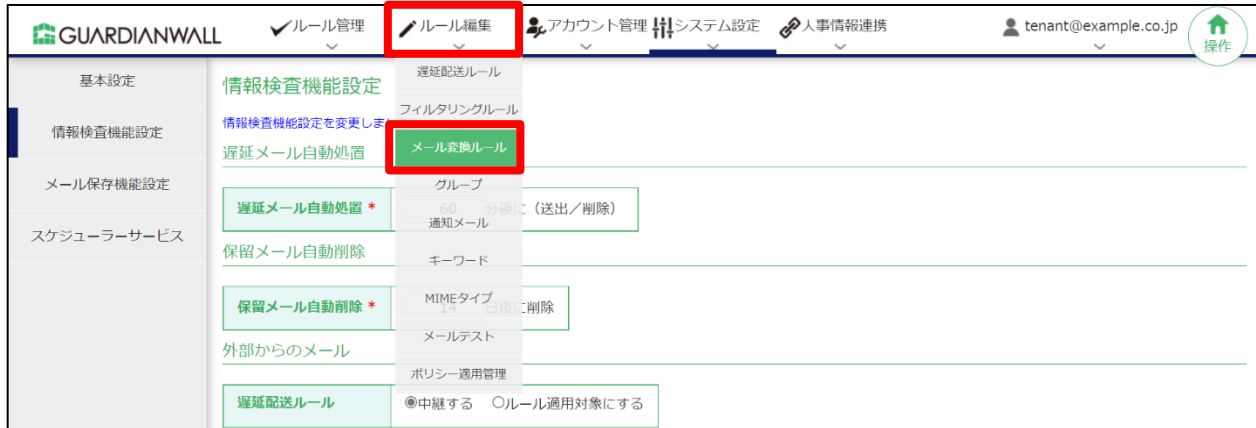 GUARDIANWALL
ルール管理
ルール編集
アカウント管理
システム設定
人事情報連携
tenant@example.co.jp
操作
基本設定
情報検査機能設定
メール保存機能設定
スケジューラーサービス
遅延配送ルール
フィルタリングルール
メール変換ルール
グループ
通知メール
キーワード
MIMEタイプ
メールテスト
ポリシー適用管理
情報検査機能設定
情報検査機能設定を変更しま
遅延メール自動処置
遅延メール自動処置 * 60 分後に（送出／削除）
保留メール自動削除
保留メール自動削除 * 14 日後に削除
外部からのメール
遅延配送ルール ◉中継する ○ルール適用対象にする